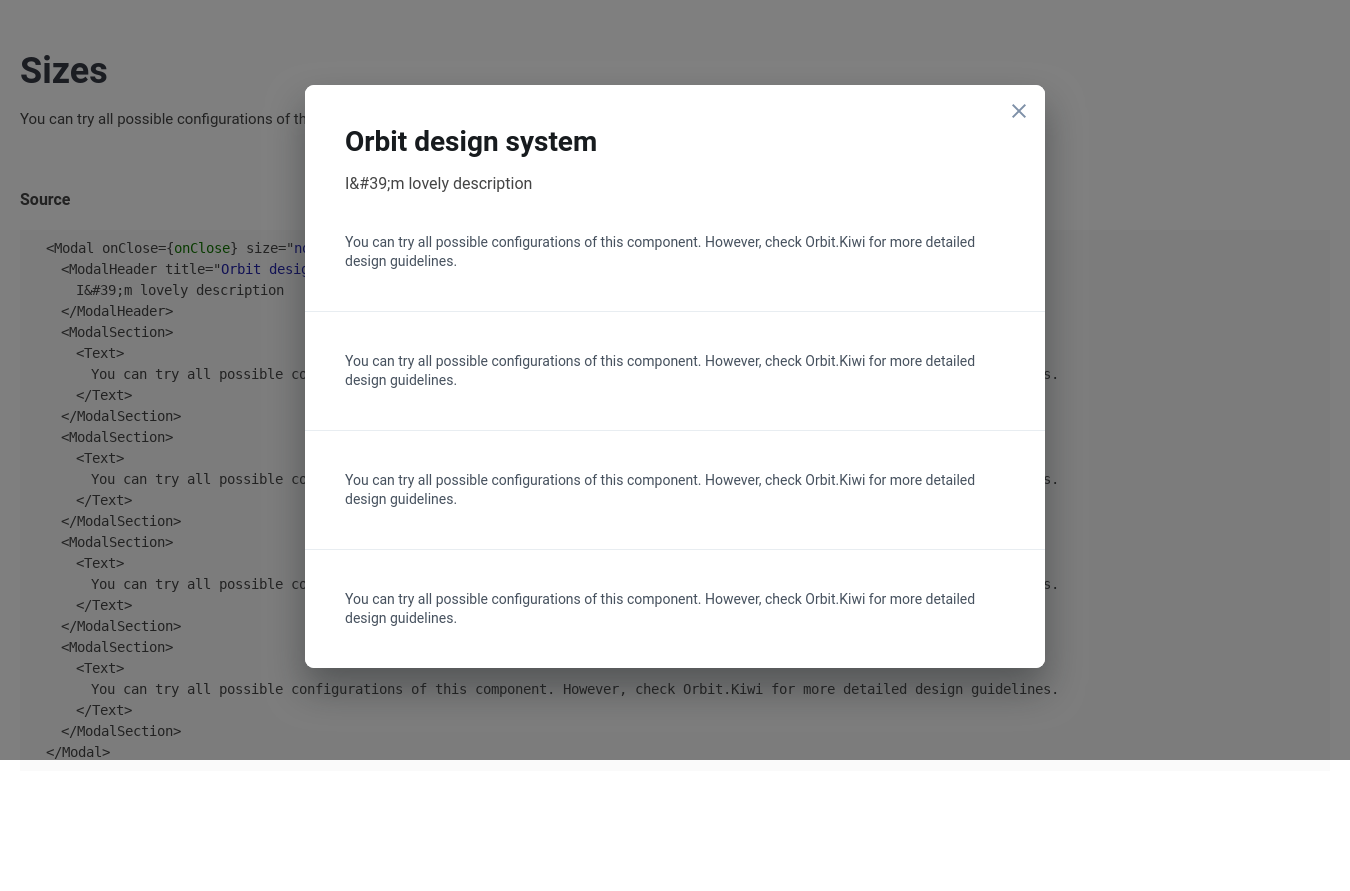 Sizes
You can try all possible configurations of th
Source
<Modal onClose={onClose} size="no
<ModalHeader title="Orbit desig
I&#39;m lovely description
</ModalHeader>
<ModalSection>
<Text>
You can try all possible co
s.
</Text>
</ModalSection>
<ModalSection>
<Text>
You can try all possible co
s.
</Text>
</ModalSection>
<ModalSection>
<Text>
You can try all possible co
s.
</Text>
</ModalSection>
<ModalSection>
<Text>
You can try all possible configurations of this component. However, check Orbit.Kiwi for more detailed design guidelines.
</Text>
</ModalSection>
</Modal>
Orbit design system
I&#39;m lovely description
You can try all possible configurations of this component. However, check Orbit.Kiwi for more detailed
design guidelines.
You can try all possible configurations of this component. However, check Orbit.Kiwi for more detailed
design guidelines.
You can try all possible configurations of this component. However, check Orbit.Kiwi for more detailed
design guidelines.
You can try all possible configurations of this component. However, check Orbit.Kiwi for more detailed
design guidelines.